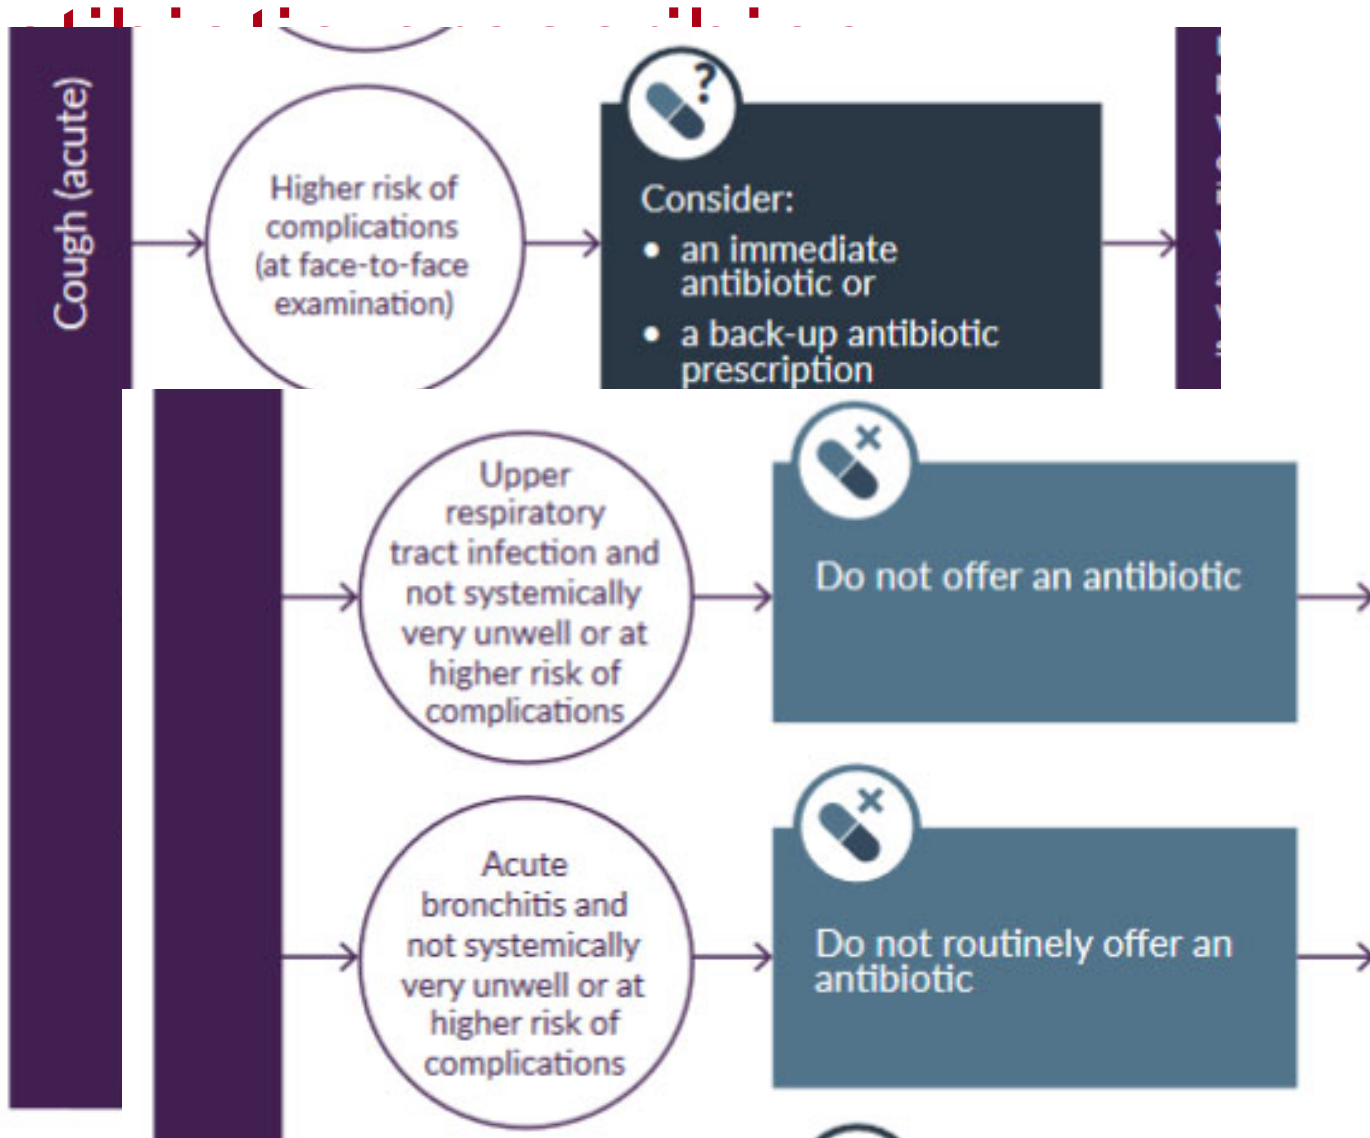 Cough (acute)
Higher risk of
complications
(at face-to-face
examination)
?
Consider:
• an immediate
antibiotic or
• a back-up antibiotic
prescription
Upper
respiratory
tract infection and
not systemically
very unwell or at
higher risk of
complications
Do not offer an antibiotic
Acute
bronchitis and
not systemically
very unwell or at
higher risk of
complications
Do not routinely offer an
antibiotic